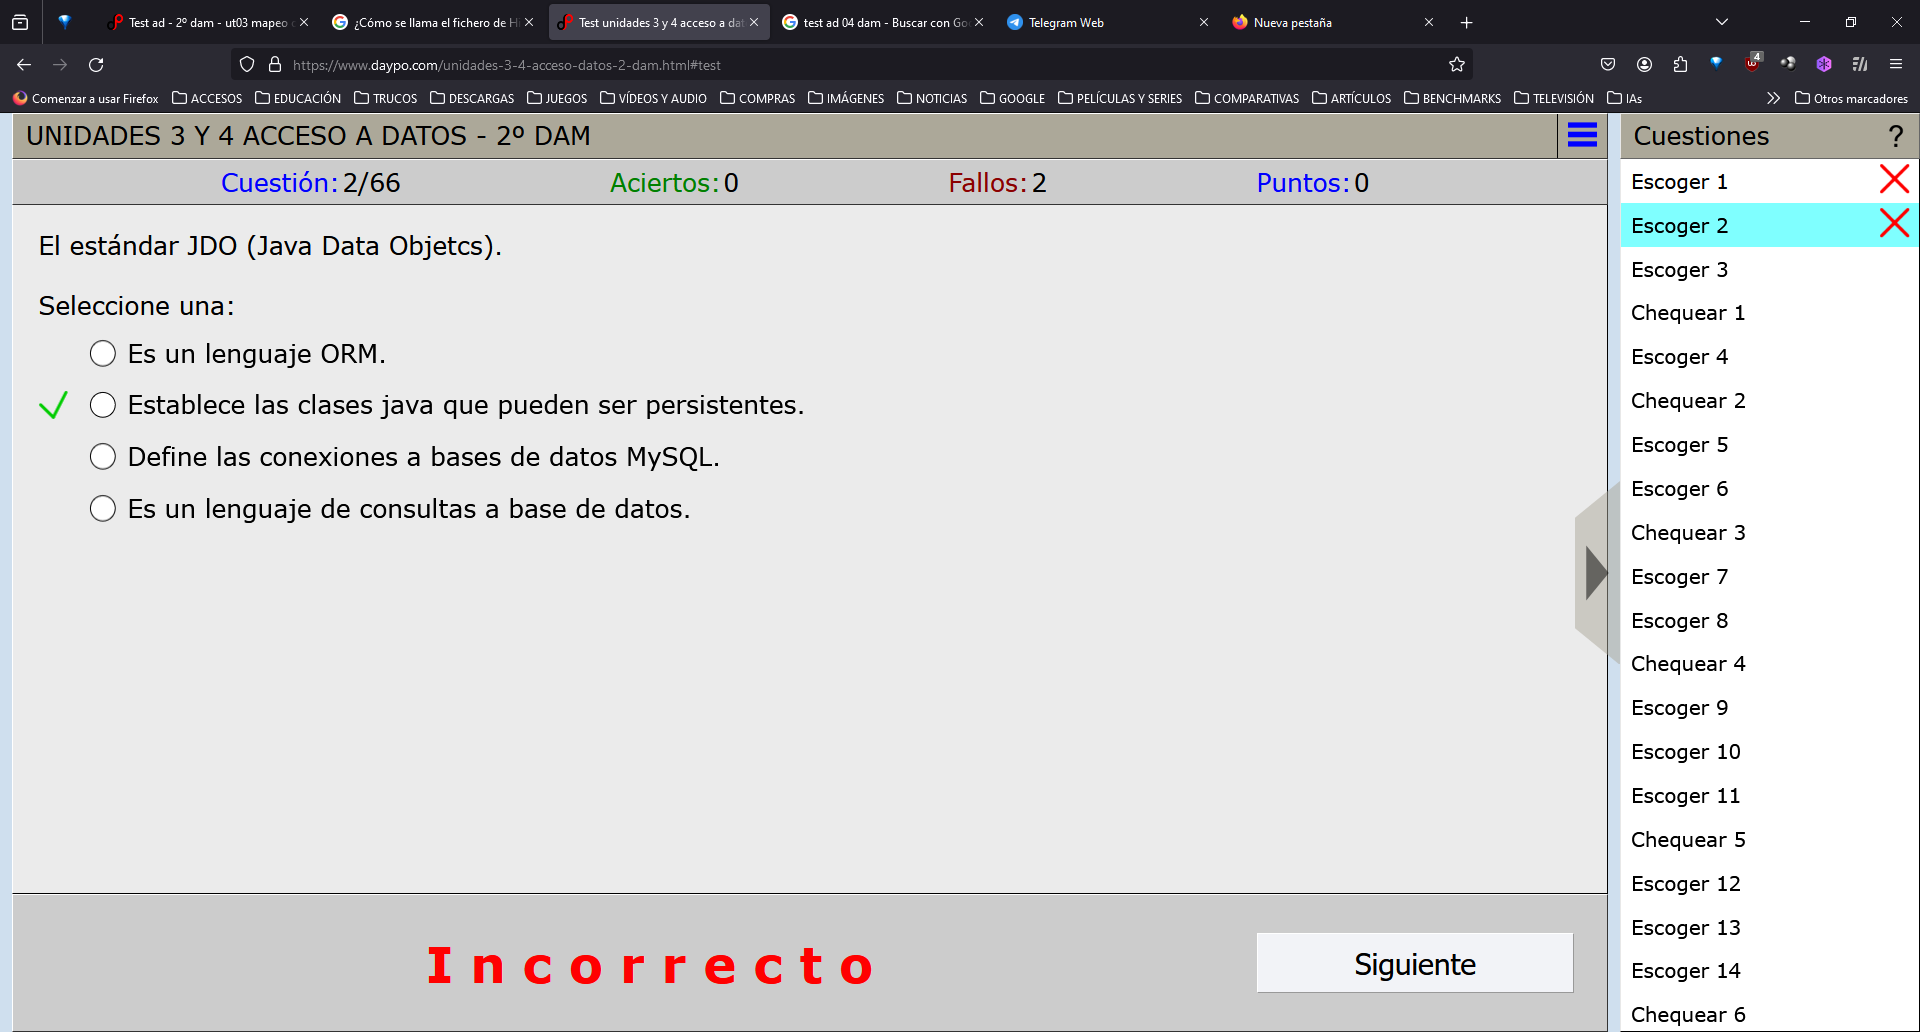 Test ad - 2º dam - ut03 mapeo
¿Cómo se llama el fichero de Hi
Test unidades 3 y 4 acceso a dat
test ad 04 dam - Buscar con Go
Telegram Web
Nueva pestaña
https://www.daypo.com/unidades-3-4-acceso-datos-2-dam.html#test
4
Comenzar a usar Firefox
ACCESOS
EDUCACIÓN
TRUCOS
DESCARGAS
JUEGOS
VÍDEOS Y AUDIO
COMPRAS
IMÁGENES
NOTICIAS
GOOGLE
PELÍCULAS Y SERIES
COMPARATIVAS
ARTÍCULOS
BENCHMARKS
TELEVISIÓN
IAs
Otros marcadores
UNIDADES 3 Y 4 ACCESO A DATOS - 2º DAM
Cuestión: 2/66
Aciertos: 0
Fallos: 2
Puntos: 0
El estándar JDO (Java Data Objetcs).
Seleccione una:
Es un lenguaje ORM.
Establece las clases java que pueden ser persistentes.
Define las conexiones a bases de datos MySQL.
Es un lenguaje de consultas a base de datos.
Incorrecto
Siguiente
Cuestiones ?
Escoger 1
Escoger 2
Escoger 3
Chequear 1
Escoger 4
Chequear 2
Escoger 5
Escoger 6
Chequear 3
Escoger 7
Escoger 8
Chequear 4
Escoger 9
Escoger 10
Escoger 11
Chequear 5
Escoger 12
Escoger 13
Escoger 14
Chequear 6